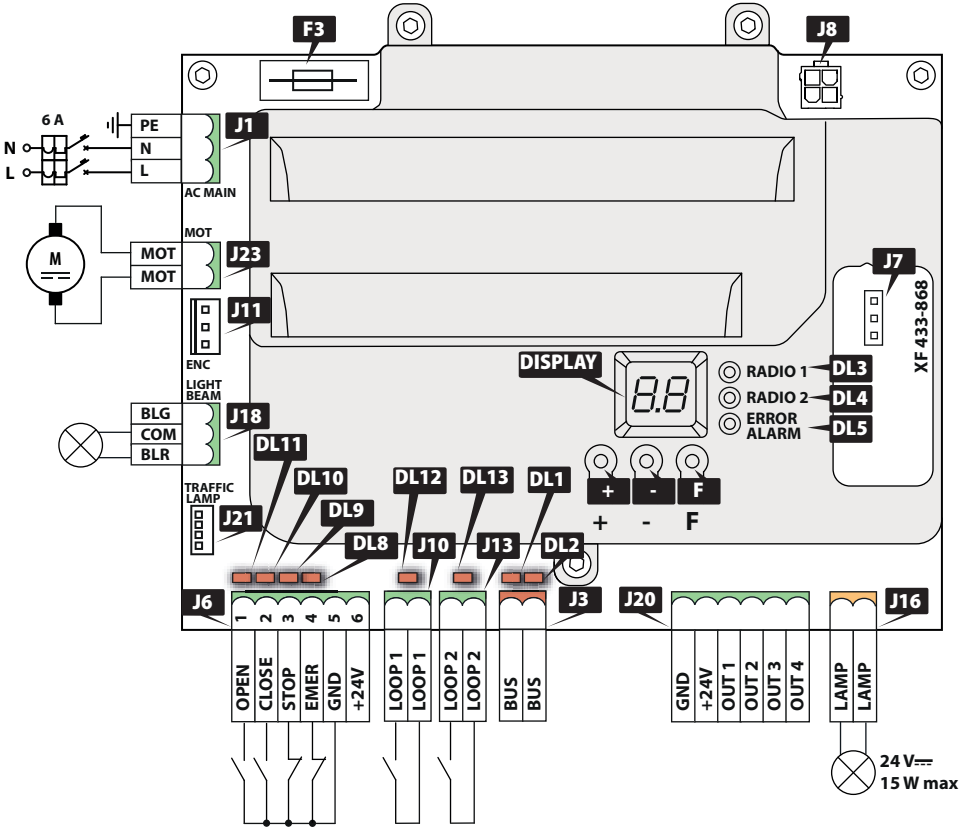 F3
J8
6 A
PE
J1
N
N
L
L
AC MAIN
MOT
MOT
J23
MOT
M
J7
J11
XF 433-868
ENC
DISPLAY
8.8
RADIO 1
DL3
RADIO 2
DL4
ERROR
ALARM
DL5
LIGHT
BEAM
BLG
J18
COM
BLR
DL11
DL10
DL12
DL13
DL1
+
-
F
+
-
F
TRAFFIC
LAMP
J21
DL9
DL8
J10
J13
DL2
J6
J3
J20
J16
1
2
3
4
5
6
OPEN
CLOSE
STOP
EMER
GND
+24V
LOOP 1
LOOP 1
LOOP 2
LOOP 2
BUS
BUS
GND
+24V
OUT 1
OUT 2
OUT 3
OUT 4
LAMP
LAMP
24 V
15 W max